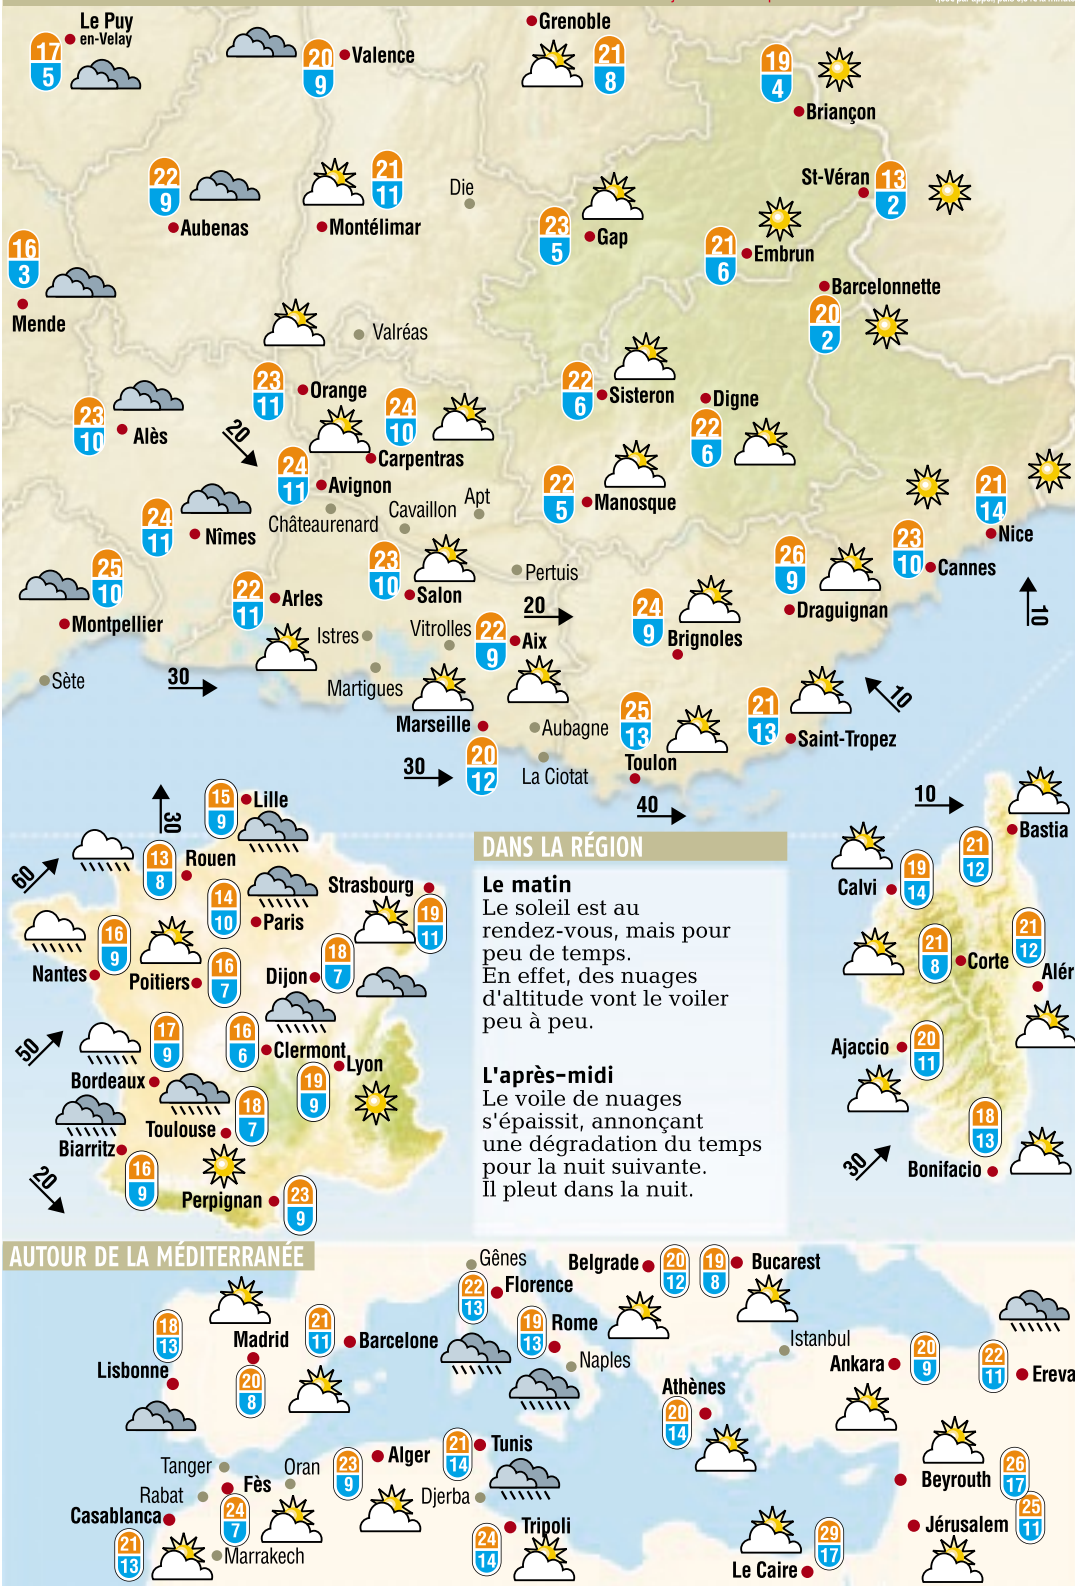 Le Puy
en-Velay
17
5
20
9
Valence
Grenoble
21
8
19
4
Briançon
22
9
Aubenas
21
11
Montélimar
Die
23
5
Gap
St-Véran
13
2
21
6
Embrun
Barcelonnette
20
2
16
3
Mende
Valréas
23
11
Orange
22
6
Sisteron
Digne
22
6
23
10
Alès
20
24
10
Carpentras
24
11
Avignon
Châteaurenard
Cavaillon
Apt
22
5
Manosque
21
14
Nice
24
11
Nîmes
23
10
Cannes
25
10
Montpellier
22
11
Arles
23
10
Salon
Pertuis
26
9
Draguignan
20
24
9
Brignoles
10
Istres
Vitrolles
22
9
Aix
Sète
30
Martigues
Marseille
20
12
Aubagne
La Ciotat
25
13
Toulon
21
13
Saint-Tropez
10
30
40
30
15
9
Lille
60
13
8
Rouen
14
10
Paris
Strasbourg
19
11
Nantes
16
9
Poitiers
16
7
Dijon
18
7
50
17
9
Bordeaux
16
6
Clermont
Lyon
19
9
Toulouse
18
7
Biarritz
16
9
20
Perpignan
23
9
DANS LA RÉGION
Le matin
Le soleil est au
rendez-vous, mais pour
peu de temps.
En effet, des nuages
d'altitude vont le voiler
peu à peu.
L'après-midi
Le voile de nuages
s'épaissit, annonçant
une dégradation du temps
pour la nuit suivante.
Il pleut dans la nuit.
10
Bastia
21
12
Calvi
19
14
21
8
Corte
21
12
Alér
Ajaccio
20
11
18
13
30
Bonifacio
AUTOUR DE LA MÉDITERRANÉE
Gênes
22
13
Florence
Belgrade
20
12
19
8
Bucarest
18
13
Lisbonne
Madrid
20
8
21
11
Barcelone
19
13
Rome
Naples
Istanbul
Ankara
20
9
22
11
Ereva
Athènes
20
14
Tanger
Rabat
Fès
24
7
Oran
23
9
Alger
21
14
Tunis
Djerba
Beyrouth
26
17
Casablanca
21
13
Marrakech
24
14
Tripoli
Le Caire
29
17
Jérusalem
25
11